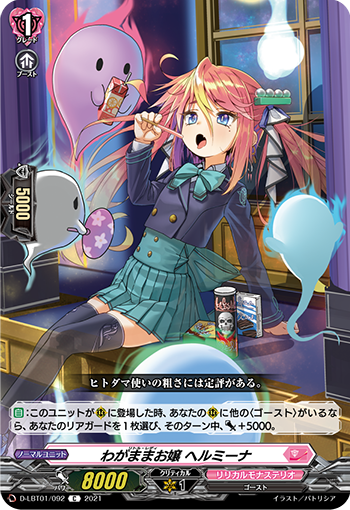 1
グレード
ブースト
5000
シールド
ヒトダマ使いの粗さには定評がある。
:このユニットが に登場した時、あなたの に他の《ゴースト》がいるな
ら、あなたのリアガードを１枚選び、そのターン中、 +5000。
ノーマルユニット
わがままお嬢 ヘルミーナ
パワー
8000
クリティカル
1
リリカルモナステリオ
ゴースト
D-LBT01/092 C 2021
イラスト/パトリシア